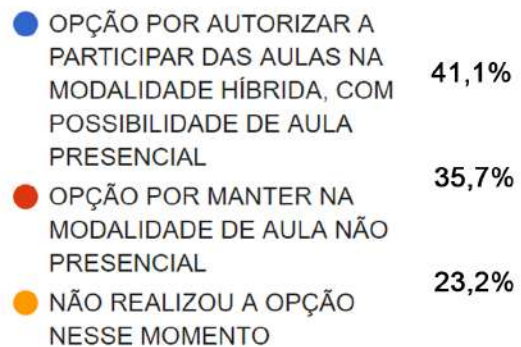 OPÇÃO POR AUTORIZAR A
PARTICIPAR DAS AULAS NA
MODALIDADE HÍBRIDA, COM
POSSIBILIDADE DE AULA
PRESENCIAL
41,1%
OPÇÃO POR MANTER NA
MODALIDADE DE AULA NÃO
PRESENCIAL
35,7%
NÃO REALIZOU A OPÇÃO
NESSE MOMENTO
23,2%